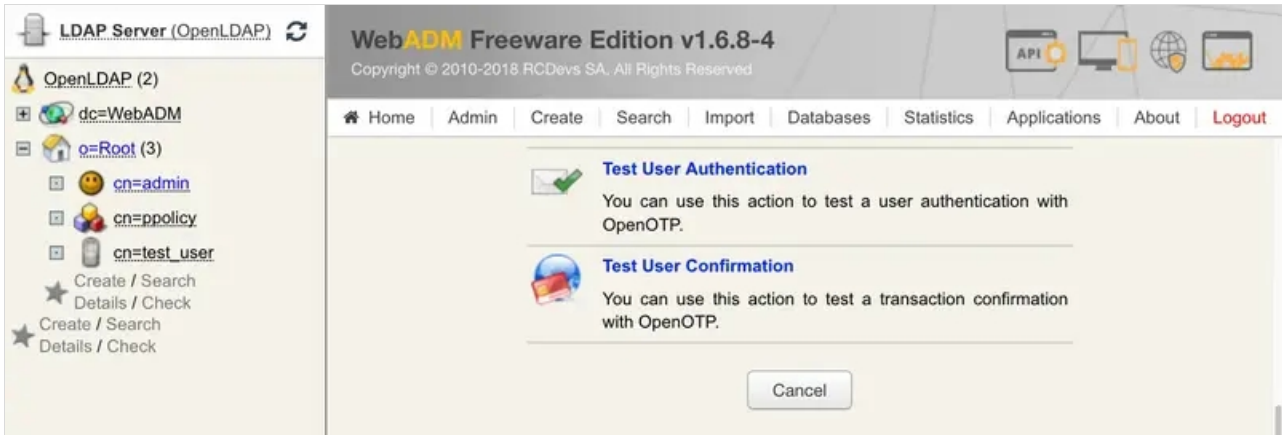 LDAP Server (OpenLDAP)
OpenLDAP (2)
dc=WebADM
o=Root (3)
cn=admin
cn=ppolicy
cn=test_user
Create / Search
Details / Check
Create / Search
Details / Check
WebADM Freeware Edition v1.6.8-4
Copyright © 2010-2018 RCDevs SA, All Rights Reserved
API
Home Admin Create Search Import Databases Statistics Applications About Logout
Test User Authentication
You can use this action to test a user authentication with
OpenOTP.
Test User Confirmation
You can use this action to test a transaction confirmation
with OpenOTP.
Cancel